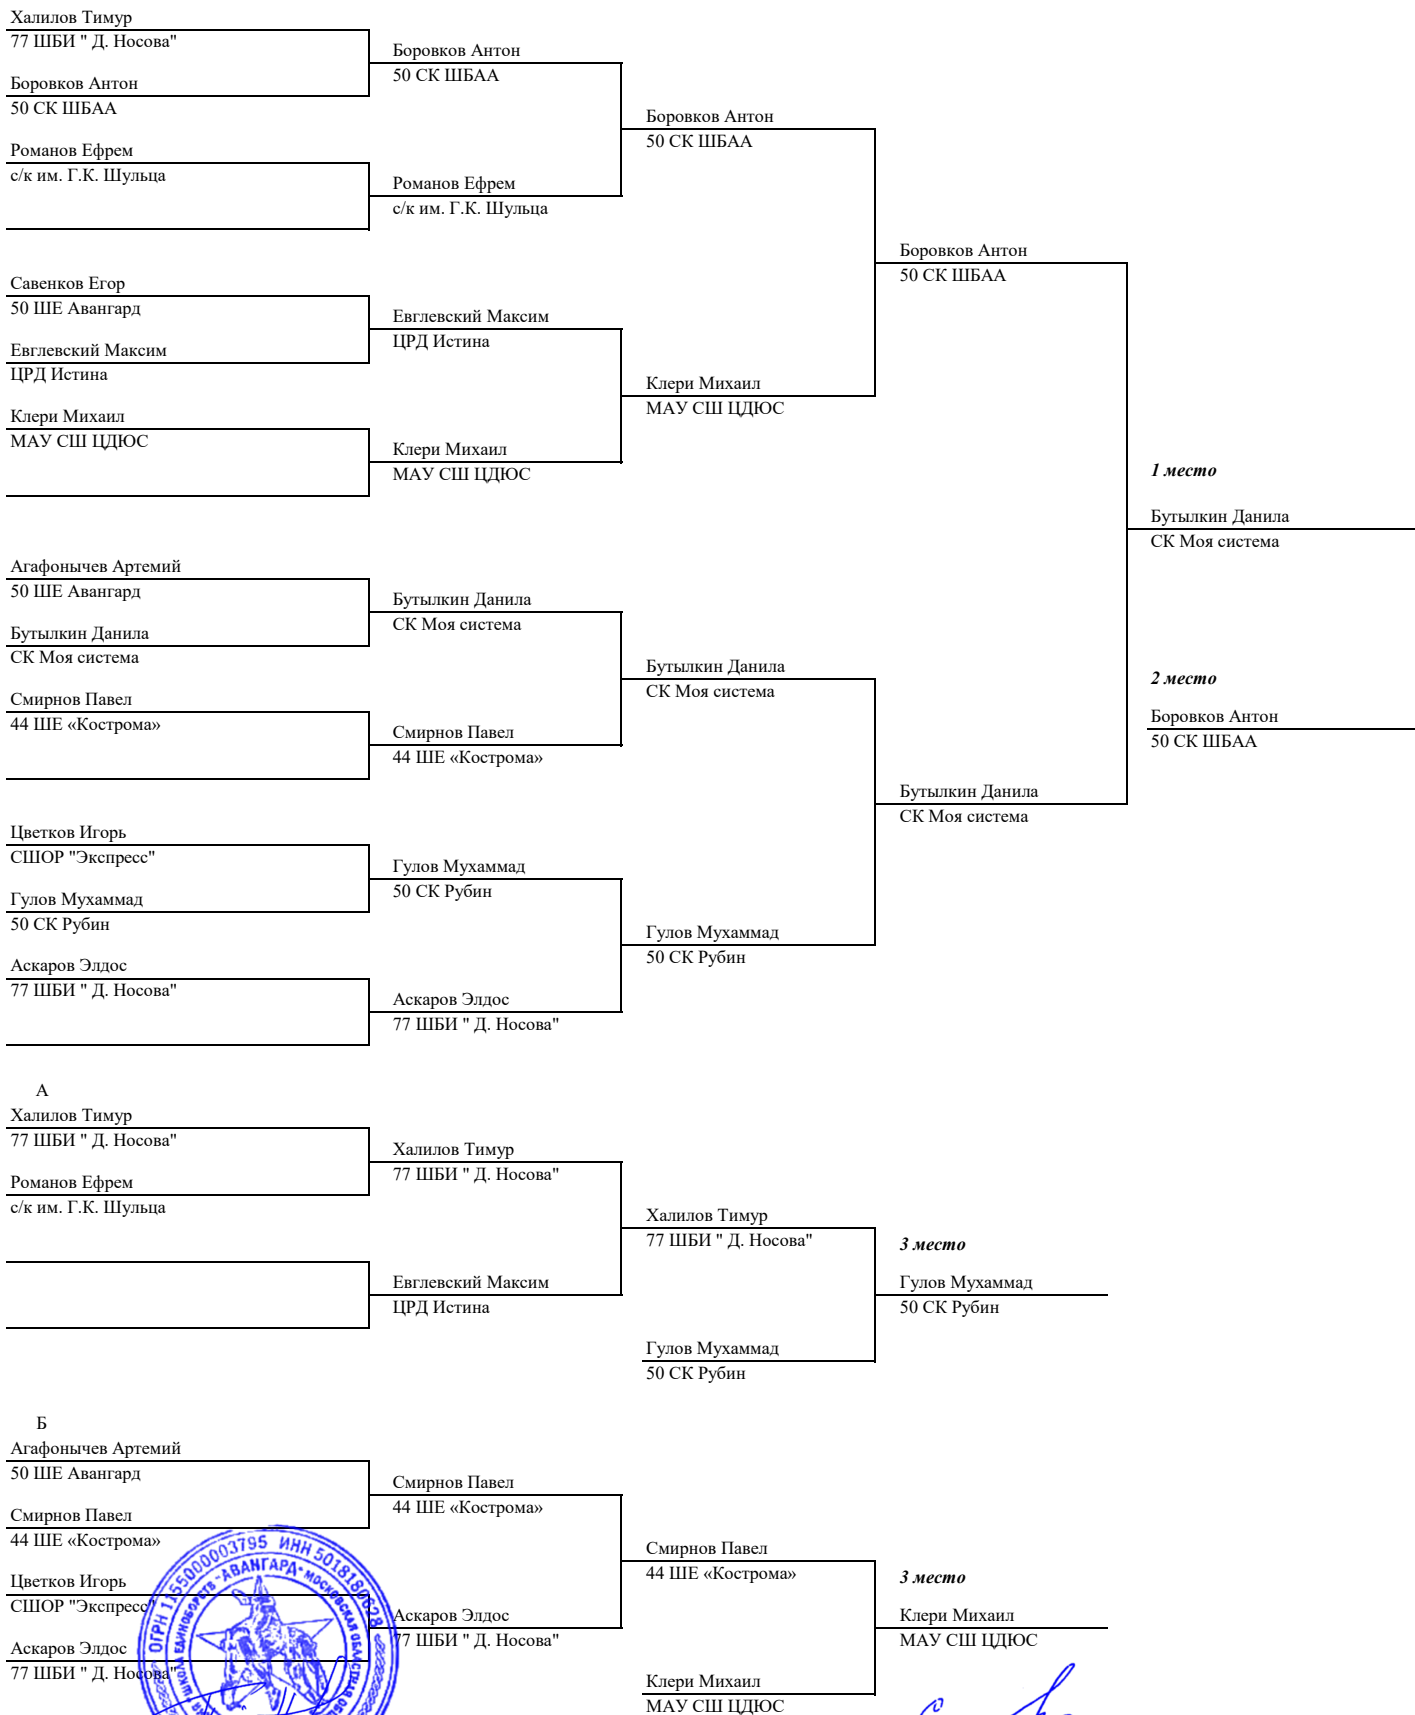 Халилов Тимур
77 ШБИ " Д. Носова"
Боровков Антон
50 СК ШБАА
Романов Ефрем
с/к им. Г.К. Шульца
Савенков Егор
50 ШЕ Авангард
Евглевский Максим
ЦРД Истина
Клери Михаил
МАУ СШ ЦДЮС
Агафонычев Артемий
50 ШЕ Авангард
Бутылкин Данила
СК Моя система
Смирнов Павел
44 ШЕ «Кострома»
Цветков Игорь
СШОР "Экспресс"
Гулов Мухаммад
50 СК Рубин
Аскаров Элдос
77 ШБИ " Д. Носова"
Боровков Антон
50 СК ШБАА
Романов Ефрем
с/к им. Г.К. Шульца
Евглевский Максим
ЦРД Истина
Клери Михаил
МАУ СШ ЦДЮС
Бутылкин Данила
СК Моя система
Смирнов Павел
44 ШЕ «Кострома»
Гулов Мухаммад
50 СК Рубин
Аскаров Элдос
77 ШБИ " Д. Носова"
Боровков Антон
50 СК ШБАА
Клери Михаил
МАУ СШ ЦДЮС
Бутылкин Данила
СК Моя система
Гулов Мухаммад
50 СК Рубин
Боровков Антон
50 СК ШБАА
Бутылкин Данила
СК Моя система
1 место
Бутылкин Данила
СК Моя система
2 место
Боровков Антон
50 СК ШБАА
А
Халилов Тимур
77 ШБИ " Д. Носова"
Романов Ефрем
с/к им. Г.К. Шульца
Халилов Тимур
77 ШБИ " Д. Носова"
Евглевский Максим
ЦРД Истина
Халилов Тимур
77 ШБИ " Д. Носова"
Гулов Мухаммад
50 СК Рубин
3 место
Гулов Мухаммад
50 СК Рубин
Б
Агафонычев Артемий
50 ШЕ Авангард
Смирнов Павел
44 ШЕ «Кострома»
Цветков Игорь
СШОР "Экспресс"
Аскаров Элдос
77 ШБИ " Д. Носова"
Смирнов Павел
44 ШЕ «Кострома»
Аскаров Элдос
77 ШБИ " Д. Носова"
Смирнов Павел
44 ШЕ «Кострома»
Клери Михаил
МАУ СШ ЦДЮС
3 место
Клери Михаил
МАУ СШ ЦДЮС
ОГРН 1155000003795 ИНН 5018180628
ШКОЛА ЕДИНОБОРСТВ "АВАНГАРД" МОСКОВСКАЯ ОБЛАСТНАЯ